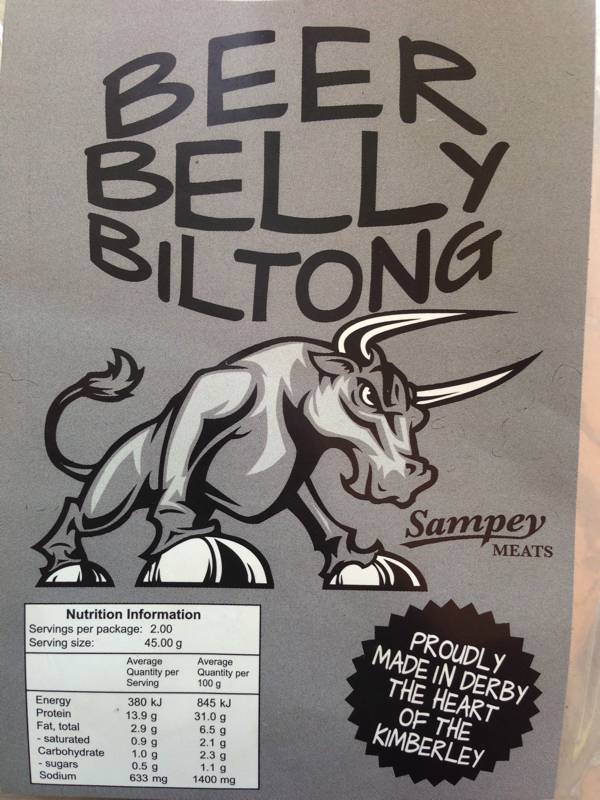 BEER
BELLY
BILTONG
Sampey
MEATS
Nutrition Information
Servings per package: 2.00
Serving size: 45.00 g
Average Quantity per Serving Average Quantity per 100 g
Energy 380 kJ 845 kJ
Protein 13.9 g 31.0 g
Fat, total 2.9 g 6.5 g
- saturated 0.9 g 2.1 g
Carbohydrate 1.0 g 2.3 g
- sugars 0.5 g 1.1 g
Sodium 633 mg 1400 mg
PROUDLY
MADE IN DERBY
THE HEART
OF THE
KIMBERLEY